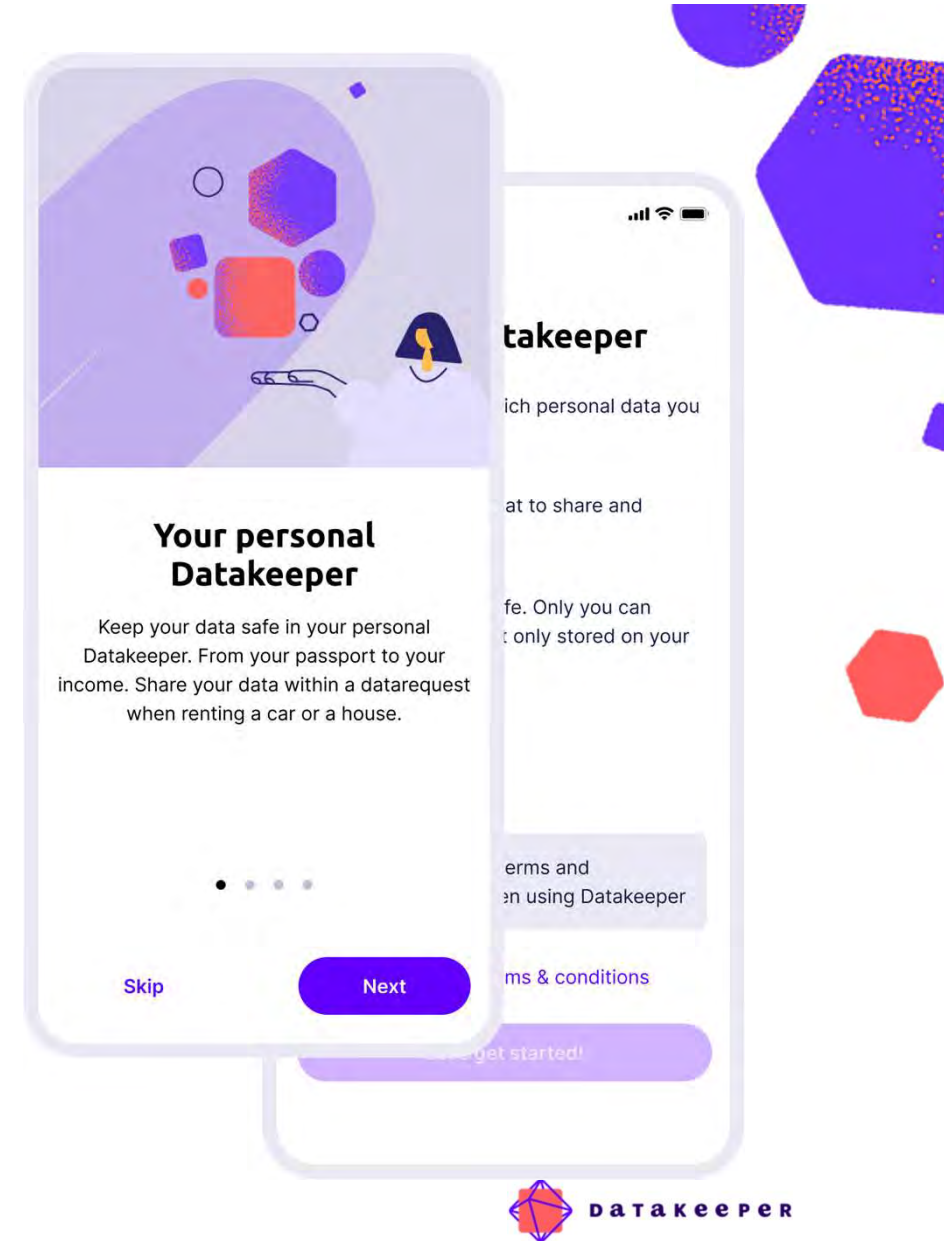 Your personal
Datakeeper
Keep your data safe in your personal
Datakeeper. From your passport to your
income. Share your data within a datarequest
when renting a car or a house.
Skip
Next
takeeper
ich personal data you
at to share and
fe. Only you can
only stored on your
erms and
en using Datakeeper
ms & conditions
get started!
DaTaKeePeR